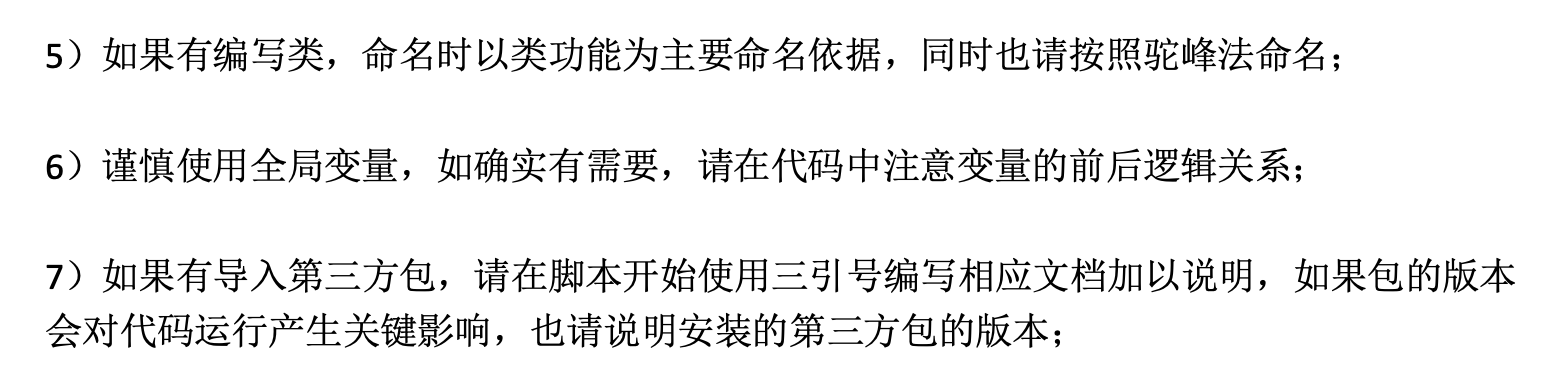 5）如果有编写类，命名时以类功能为主要命名依据，同时也请按照驼峰法命名；
6）谨慎使用全局变量，如确实有需要，请在代码中注意变量的前后逻辑关系；
7）如果有导入第三方包，请在脚本开始使用三引号编写相应文档加以说明，如果包的版本
会对代码运行产生关键影响，也请说明安装的第三方包的版本；